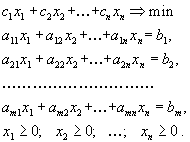 c₁x₁ + c₂x₂ +...+ cₙxₙ ⇒ min
a₁₁x₁ + a₁₂x₂ +...+ a₁ₙxₙ = b₁,
a₂₁x₁ + a₂₂x₂ +...+ a₂ₙxₙ = b₂,
..............................
aₘ₁x₁ + aₘ₂x₂ +...+ aₘₙxₙ = bₘ,
x₁ ≥ 0; x₂ ≥ 0; ...; xₙ ≥ 0.